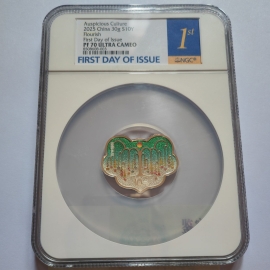 Auspicious Culture
2025 China 30g S10Y
Flourish
First Day of Issue
PF 70 ULTRA CAMEO
1st
FIRST DAY OF ISSUE